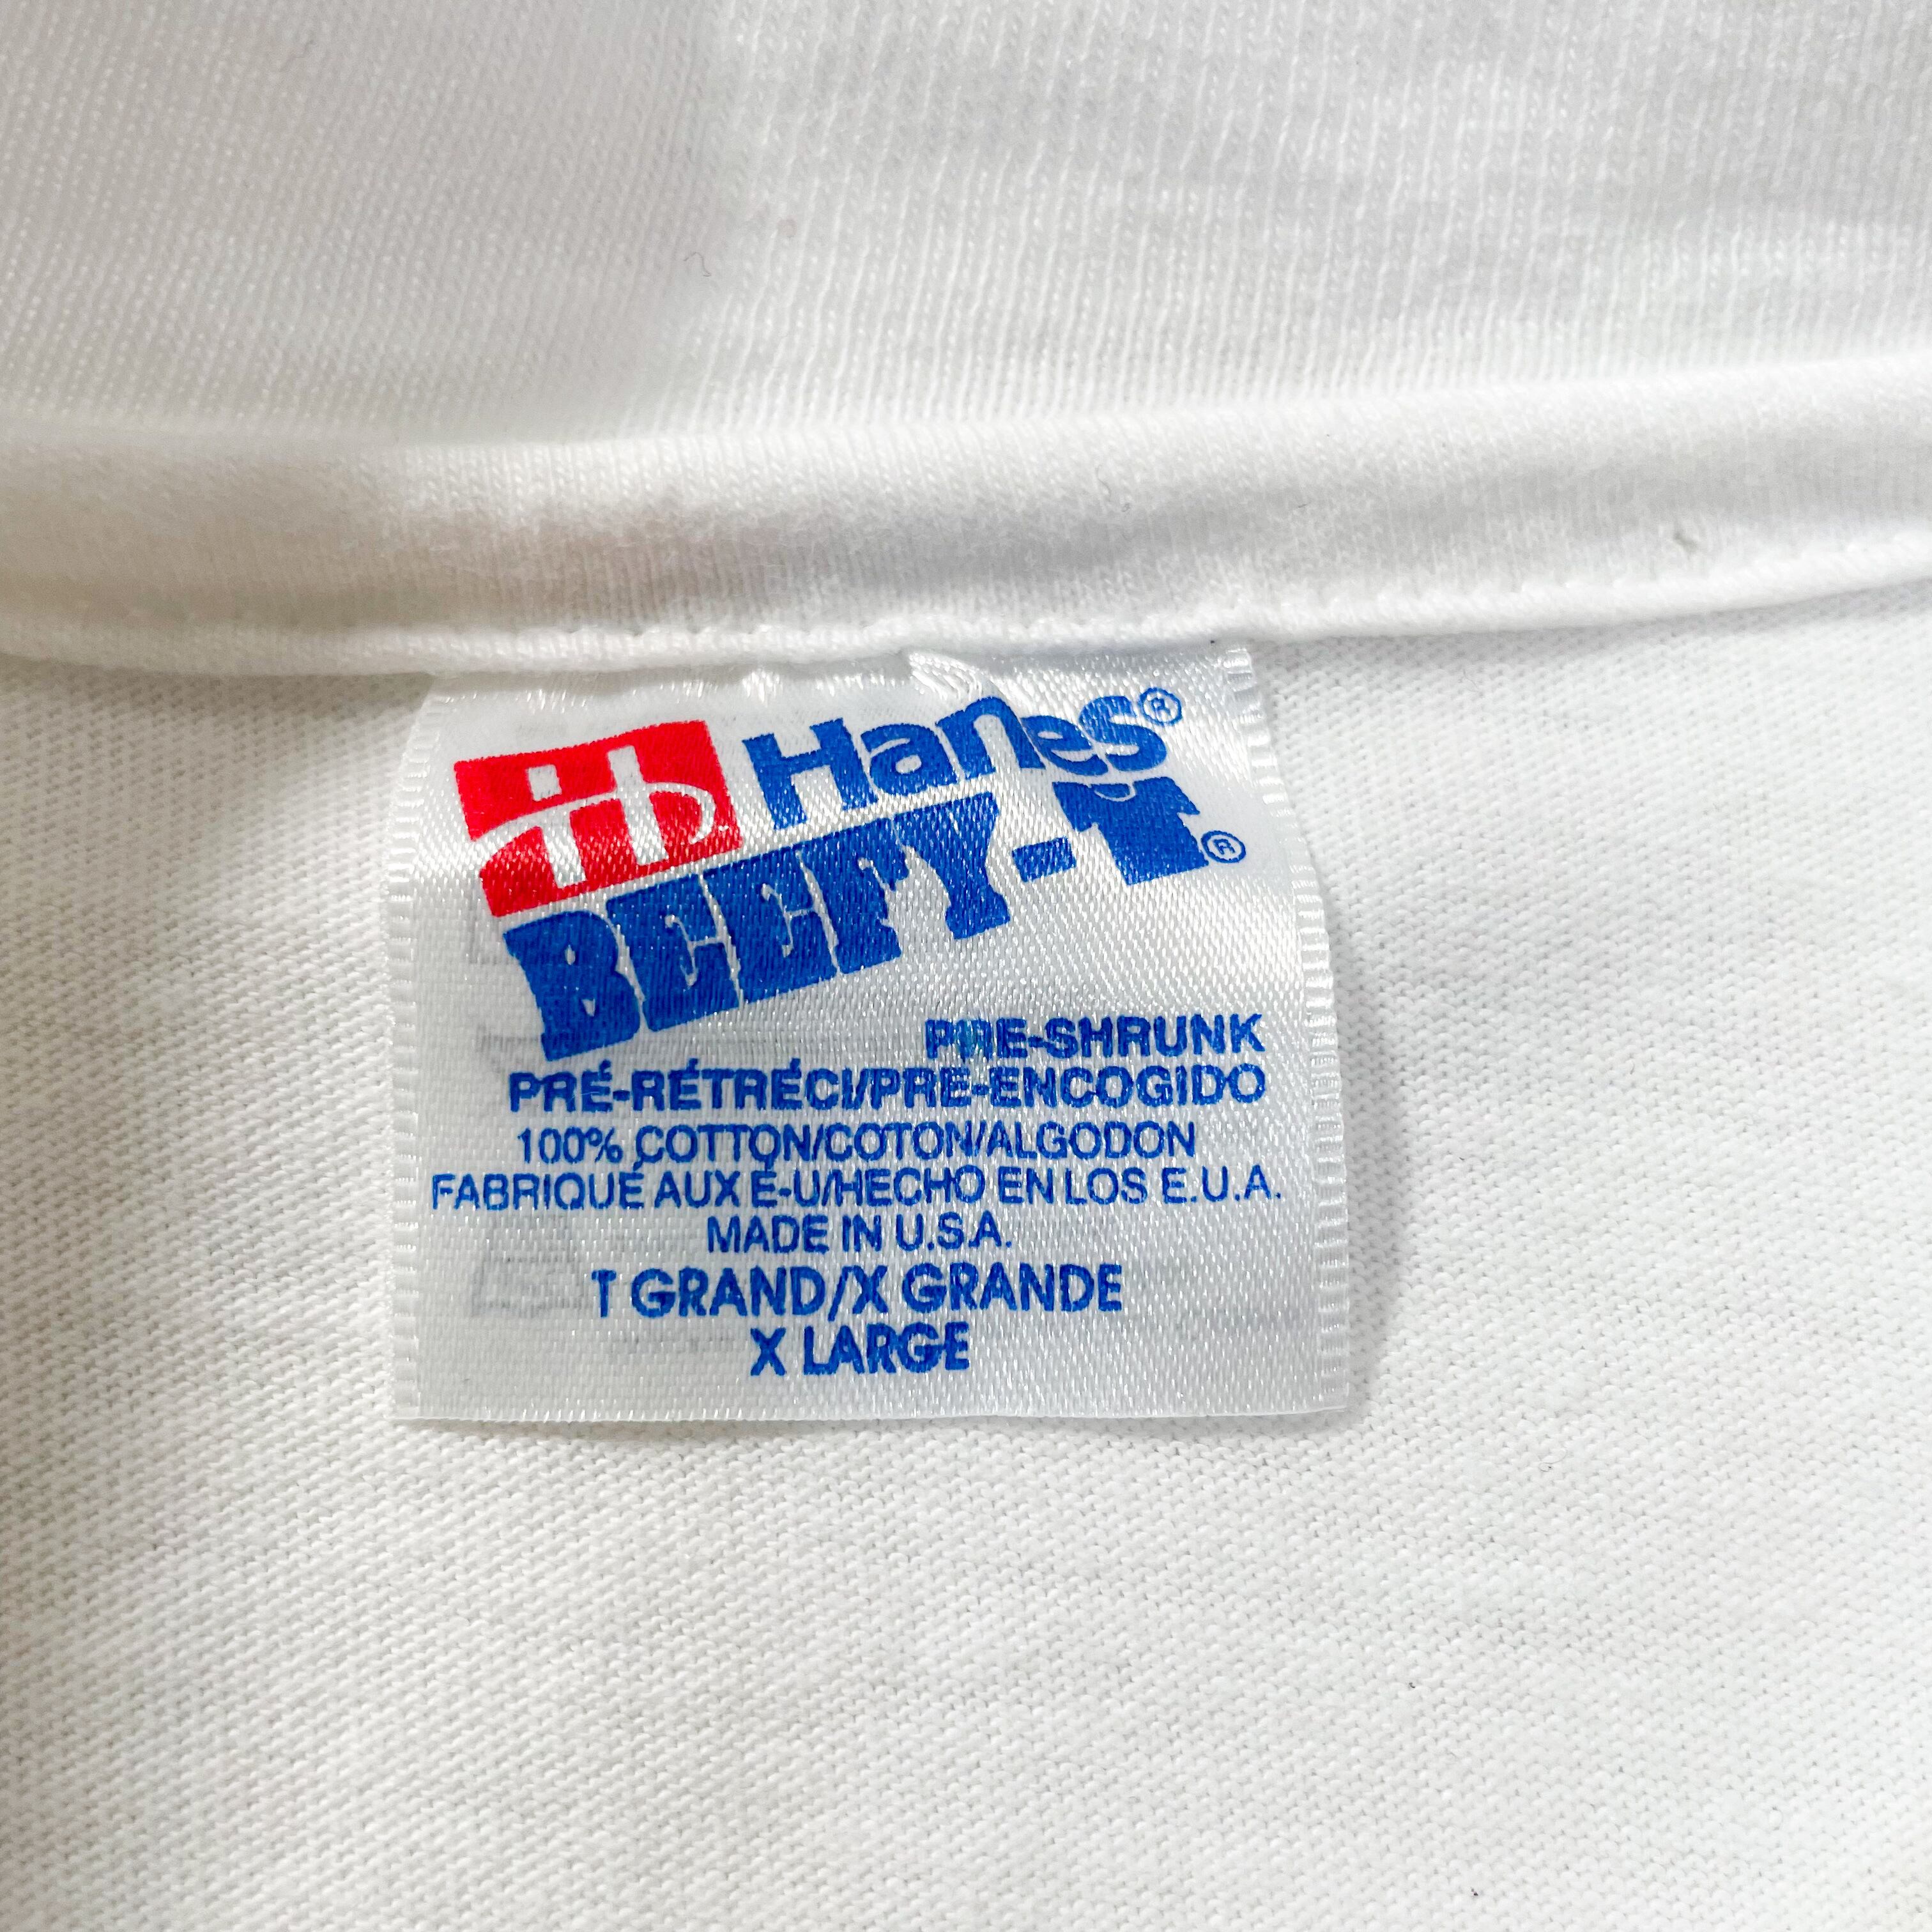 Hanes®
BEEFY-T®
PRE-SHRUNK
PRÉ-RÉTRÉCI/PRE-ENCOGIDO
100% COTTON/COTON/ALGODON
FABRIQUÉ AUX É-U/HECHO EN LOS E.U.A.
MADE IN U.S.A.
T GRAND/X GRANDE
X LARGE